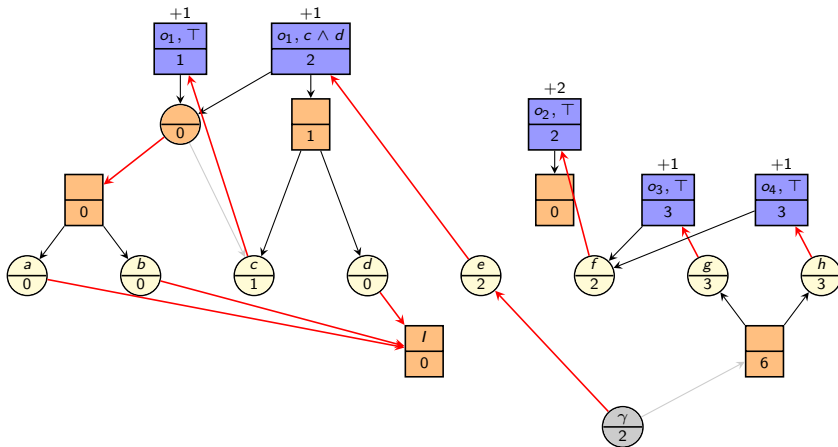 +1 +1
o₁, ⊤ o₁, c ∧ d
1 2
+2
o₂, ⊤
0 1 2
+1 +1
o₃, ⊤ o₄, ⊤
0 0 3 3
a b c d e f g h
0 0 1 0 2 2 3 3
I
0 6
γ
2